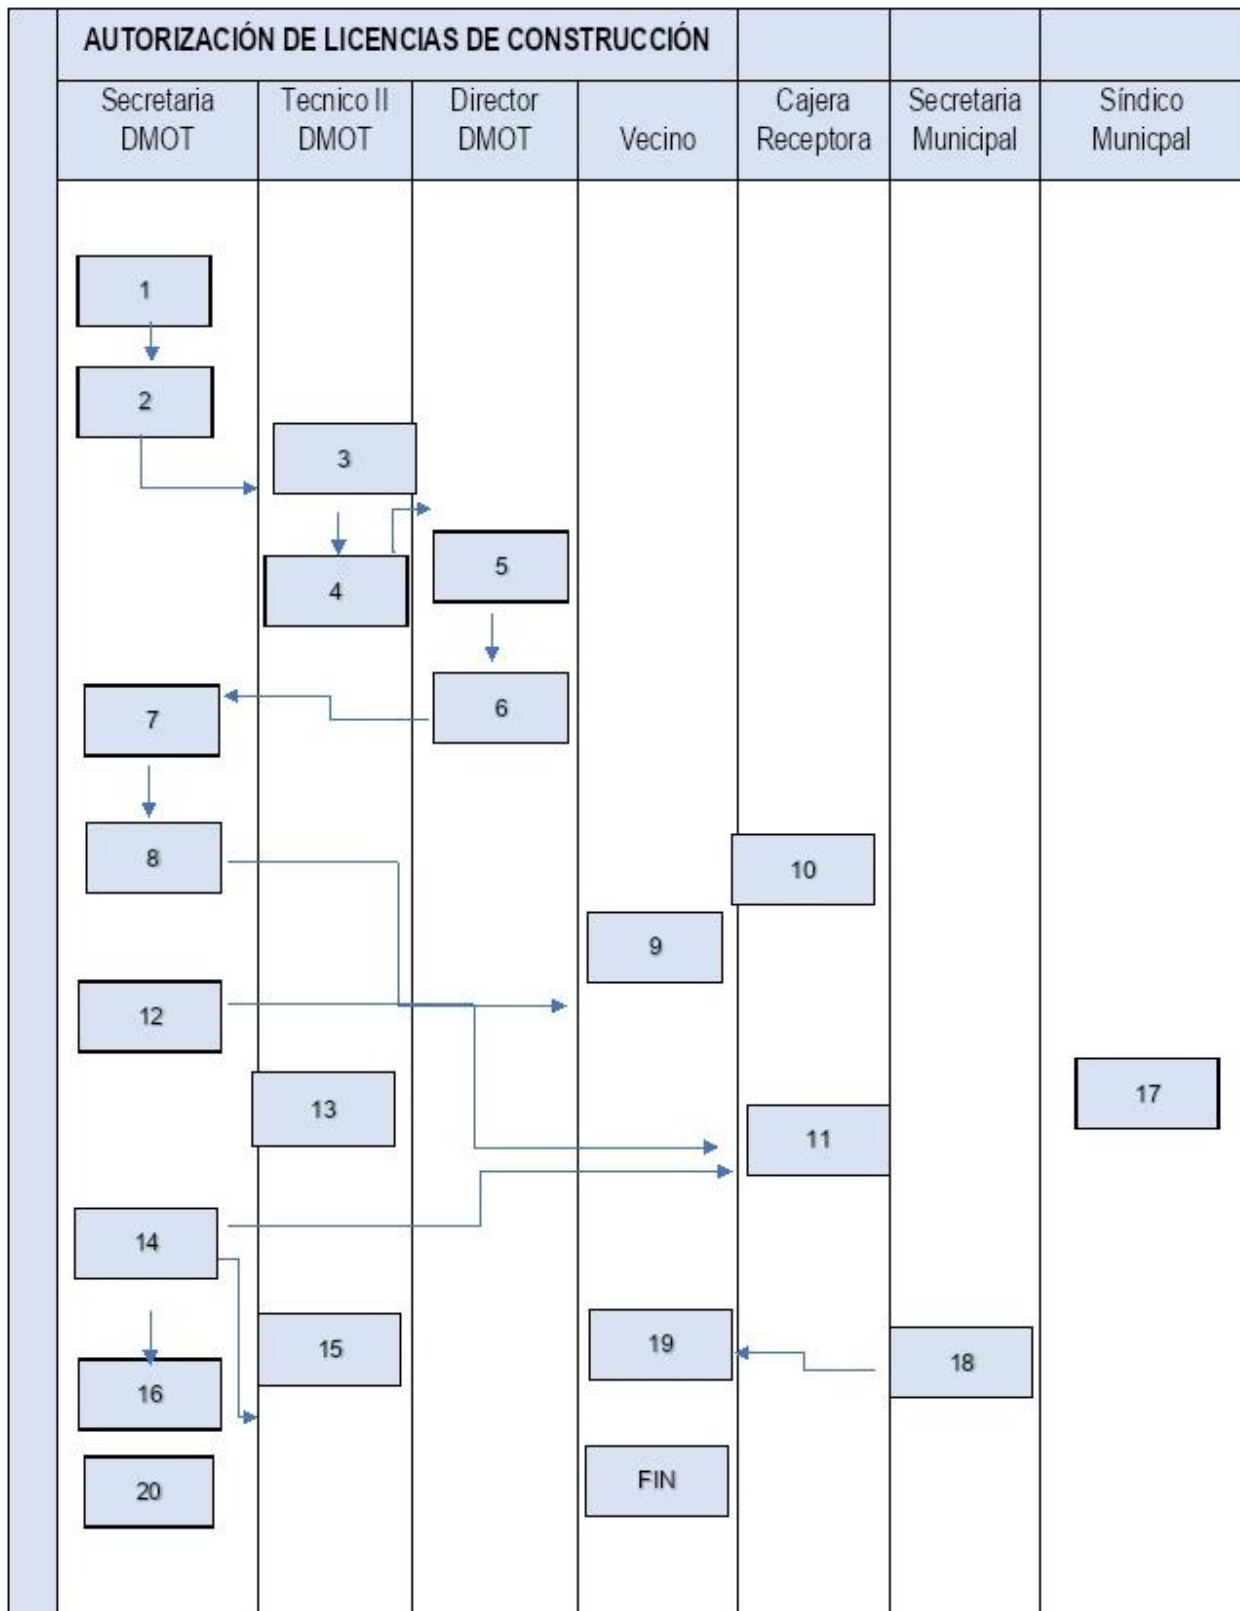 AUTORIZACIÓN DE LICENCIAS DE CONSTRUCCIÓN
Secretaria
DMOT
Tecnico II
DMOT
Director
DMOT
Vecino
Cajera
Receptora
Secretaria
Municipal
Síndico
Municpal
1
2
3
4
5
6
7
8
10
9
12
13
17
11
14
15
19
18
16
20
FIN